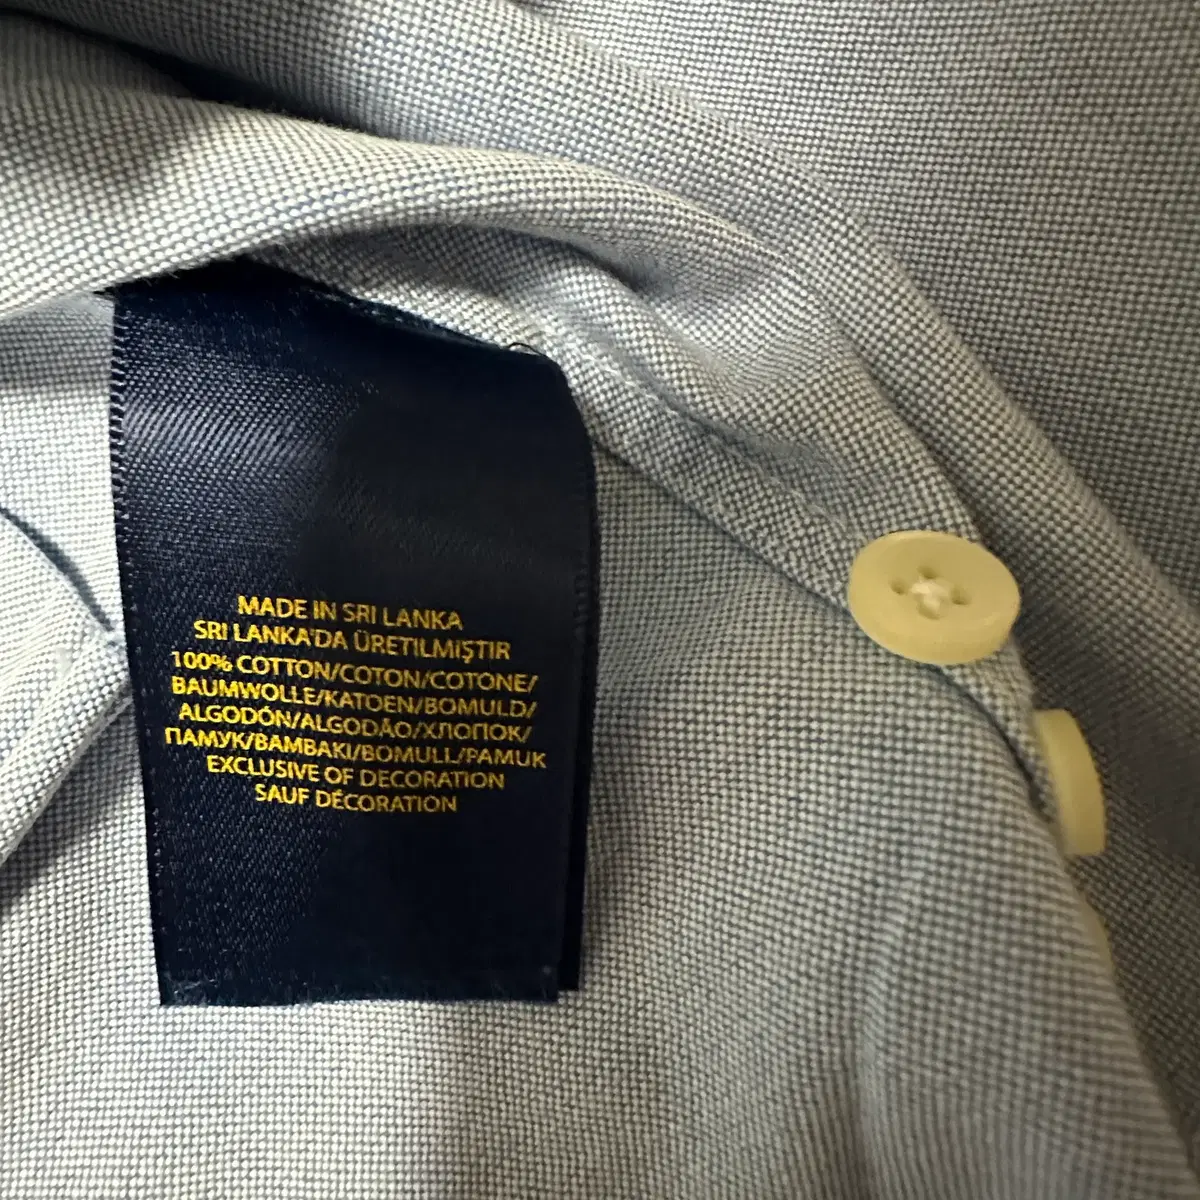 MADE IN SRI LANKA
SRI LANKA'DA ÜRETILMIŞTIR
100% COTTON/COTON/COTONE/
BAUMWOLLE/KATOEN/BOMULD/
ALGODÓN/ALGODÃO/ХЛОПОК/
ПАМУК/BAMBAKI/BOMULL/PAMUK
EXCLUSIVE OF DECORATION
SAUF DÉCORATION